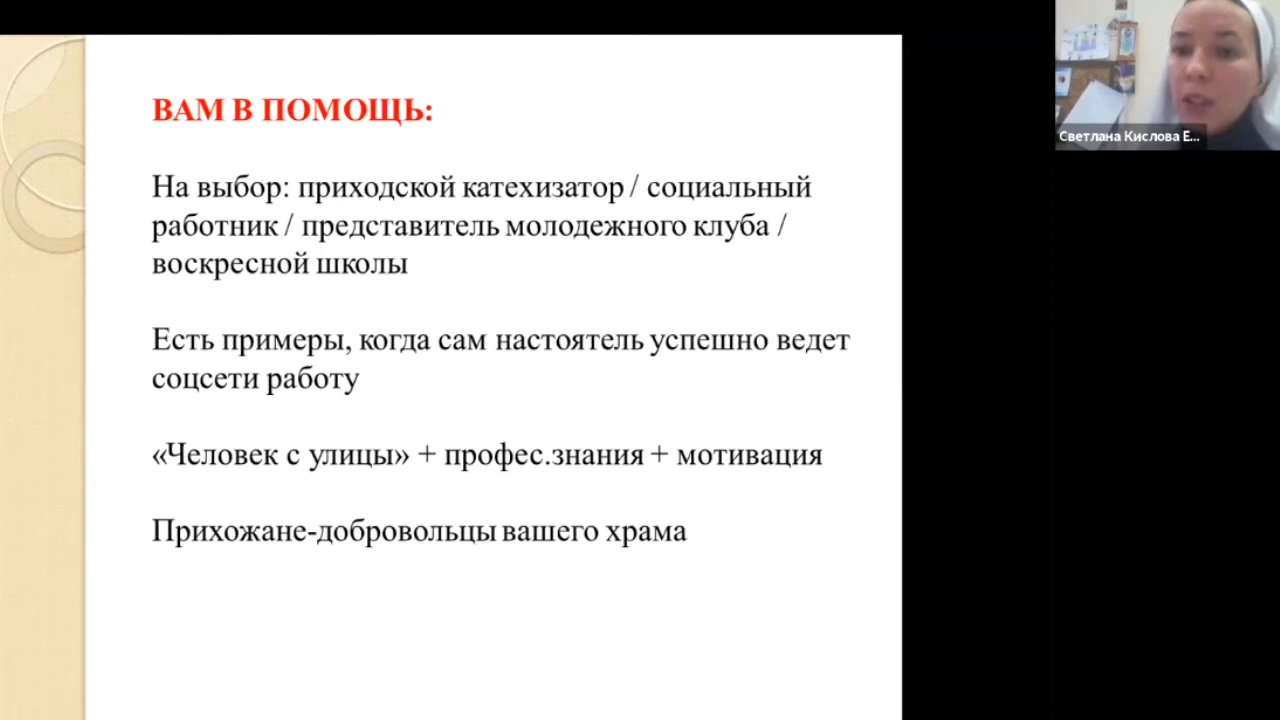 ВАМ В ПОМОЩЬ:
На выбор: приходской катехизатор / социальный
работник / представитель молодежного клуба /
воскресной школы
Есть примеры, когда сам настоятель успешно ведет
соцсети работу
«Человек с улицы» + профес.знания + мотивация
Прихожане-добровольцы вашего храма
Светлана Кислова Е...